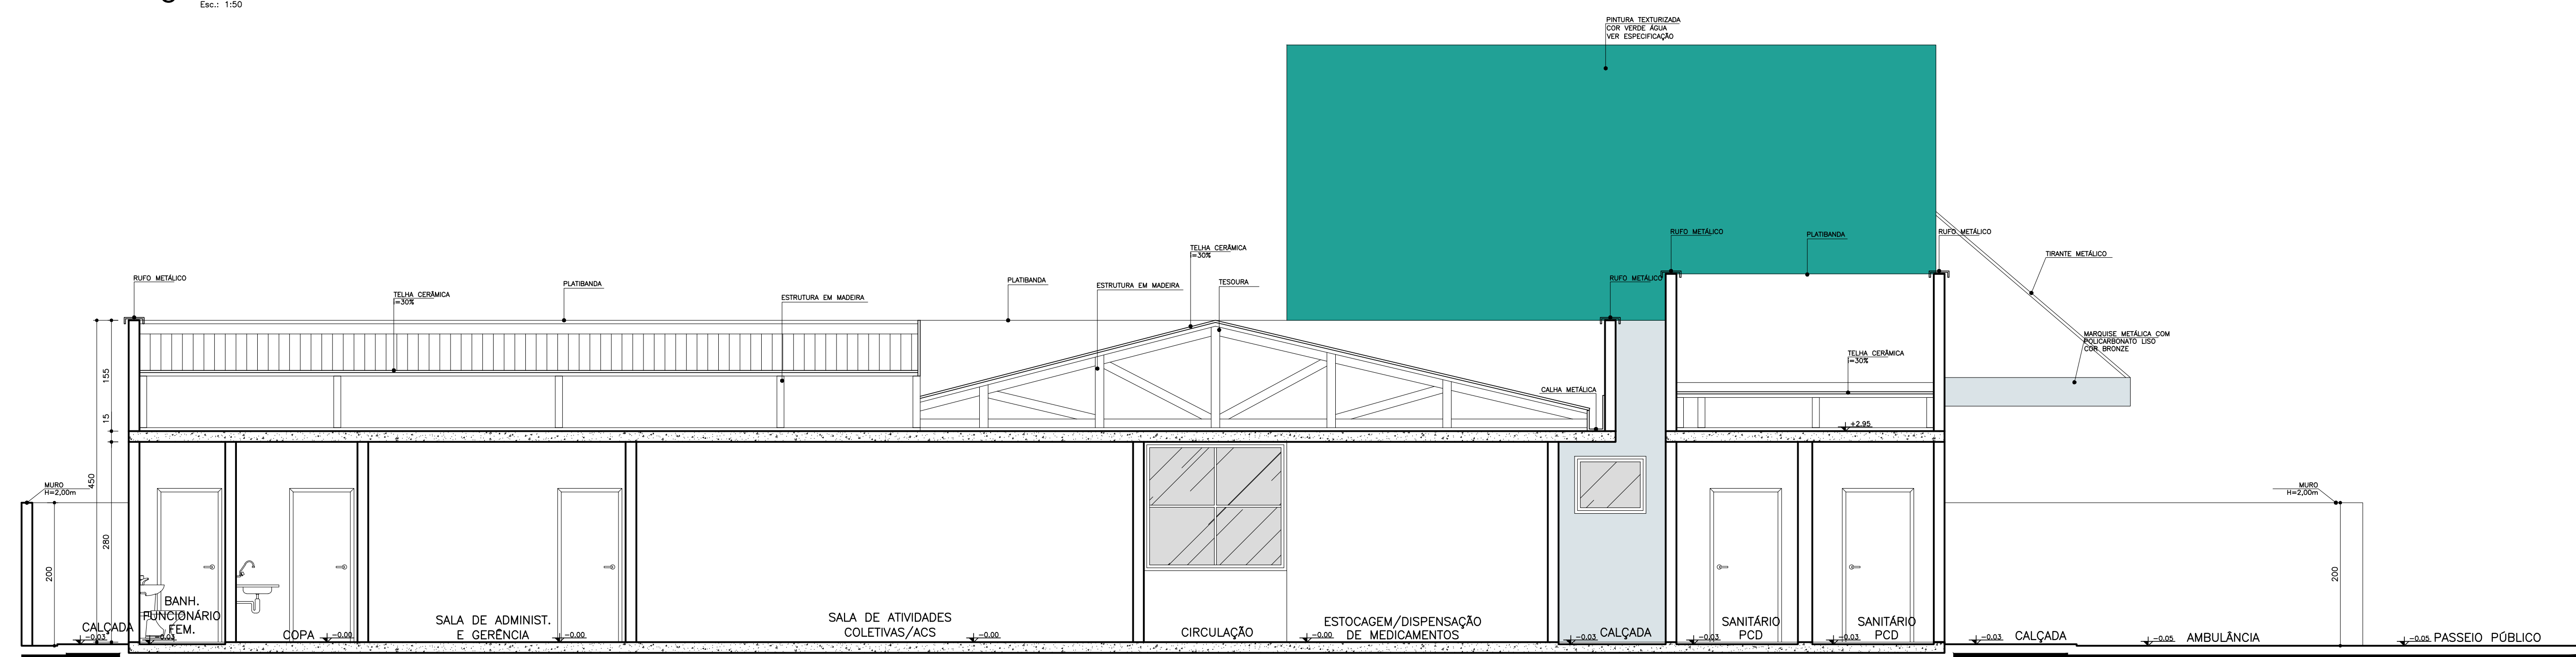 Esc.: 1:50
PINTURA TEXTURIZADA
COR VERDE ÁGUA
VER ESPECIFICAÇÃO
RUFO METÁLICO
PLATIBANDA
RUFO METÁLICO
TIRANTE METÁLICO
TELHA CERÂMICA
i=30%
RUFO METÁLICO
PLATIBANDA
TELHA CERÂMICA
i=30%
ESTRUTURA EM MADEIRA
PLATIBANDA
ESTRUTURA EM MADEIRA
TESOURA
RUFO METÁLICO
MARQUISE METÁLICA COM
POLICARBONATO LISO
COR BRONZE
TELHA CERÂMICA
i=30%
CALHA METÁLICA
155
15
450
280
200
+2.95
MURO
H=2,00m
MURO
H=2,00m
200
CALÇADA
-0.03
BANH.
FUNCIONÁRIO
FEM.
-0.03
COPA
-0.00
SALA DE ADMINIST.
E GERÊNCIA
-0.00
SALA DE ATIVIDADES
COLETIVAS/ACS
-0.00
CIRCULAÇÃO
-0.00
ESTOCAGEM/DISPENSAÇÃO
DE MEDICAMENTOS
-0.03
CALÇADA
-0.03
SANITÁRIO
PCD
-0.03
SANITÁRIO
PCD
-0.03
CALÇADA
-0.05
AMBULÂNCIA
-0.05
PASSEIO PÚBLICO